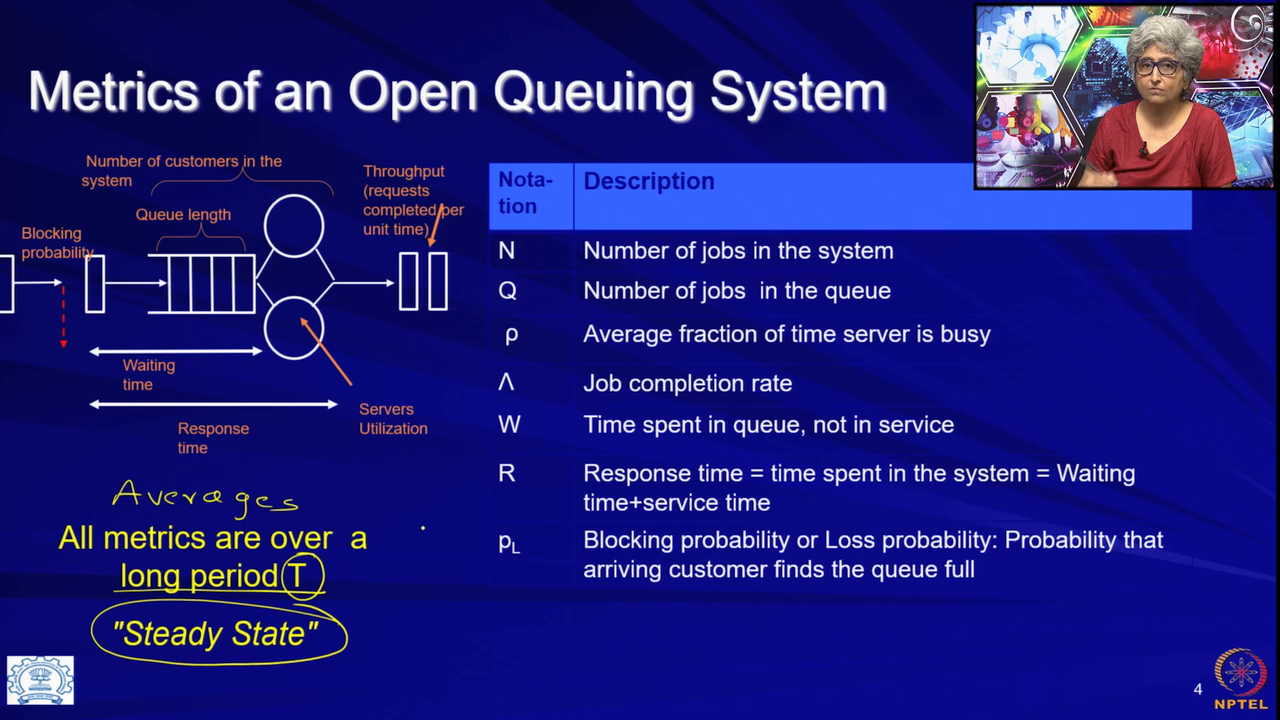 Metrics of an Open Queuing System
Number of customers in the
system
Queue length
Blocking
probability
Throughput
(requests
completed per
unit time)
Waiting
time
Response
time
Servers
Utilization
Averages
All metrics are over a
long period T
"Steady State"
Nota-
tion
Description
N
Number of jobs in the system
Q
Number of jobs in the queue
ρ
Average fraction of time server is busy
Λ
Job completion rate
W
Time spent in queue, not in service
R
Response time = time spent in the system = Waiting
time+service time
pL
Blocking probability or Loss probability: Probability that
arriving customer finds the queue full
4
NPTEL